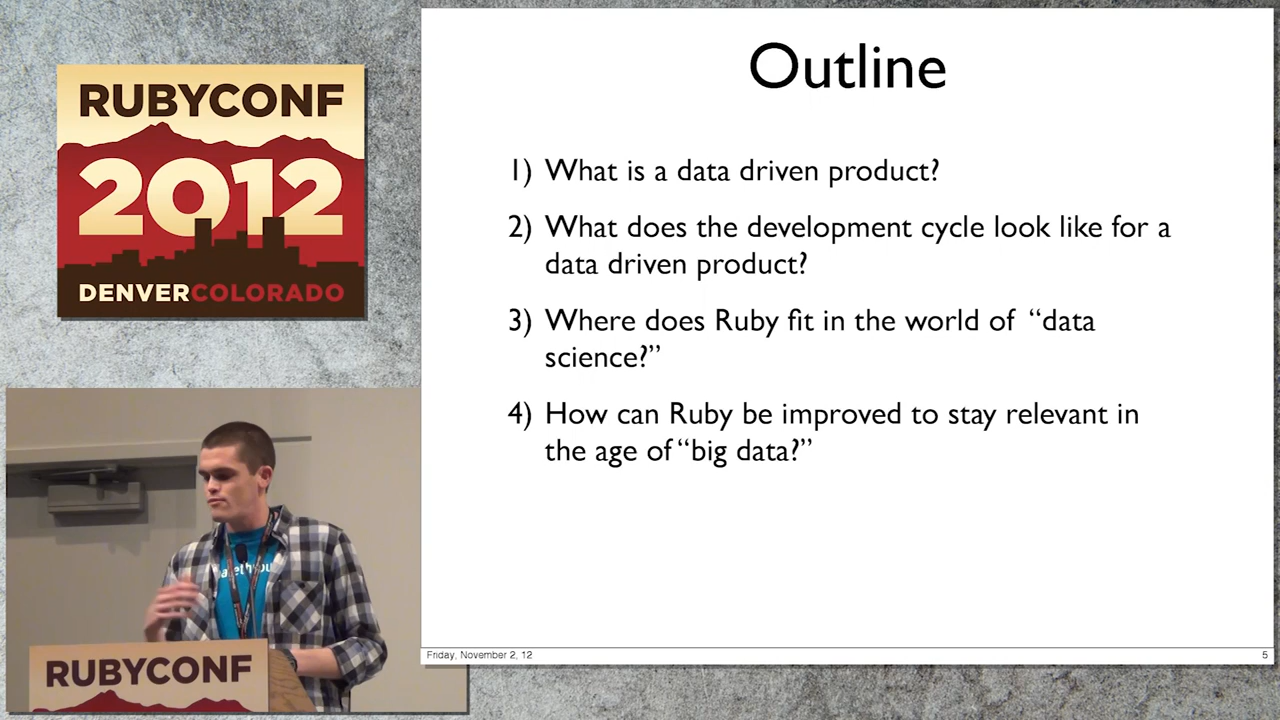 RUBYCONF
2012
DENVERCOLORADO
Outline
1) What is a data driven product?
2) What does the development cycle look like for a
data driven product?
3) Where does Ruby fit in the world of “data
science?”
4) How can Ruby be improved to stay relevant in
the age of “big data?”
Friday, November 2, 12
5
RUBYCONF